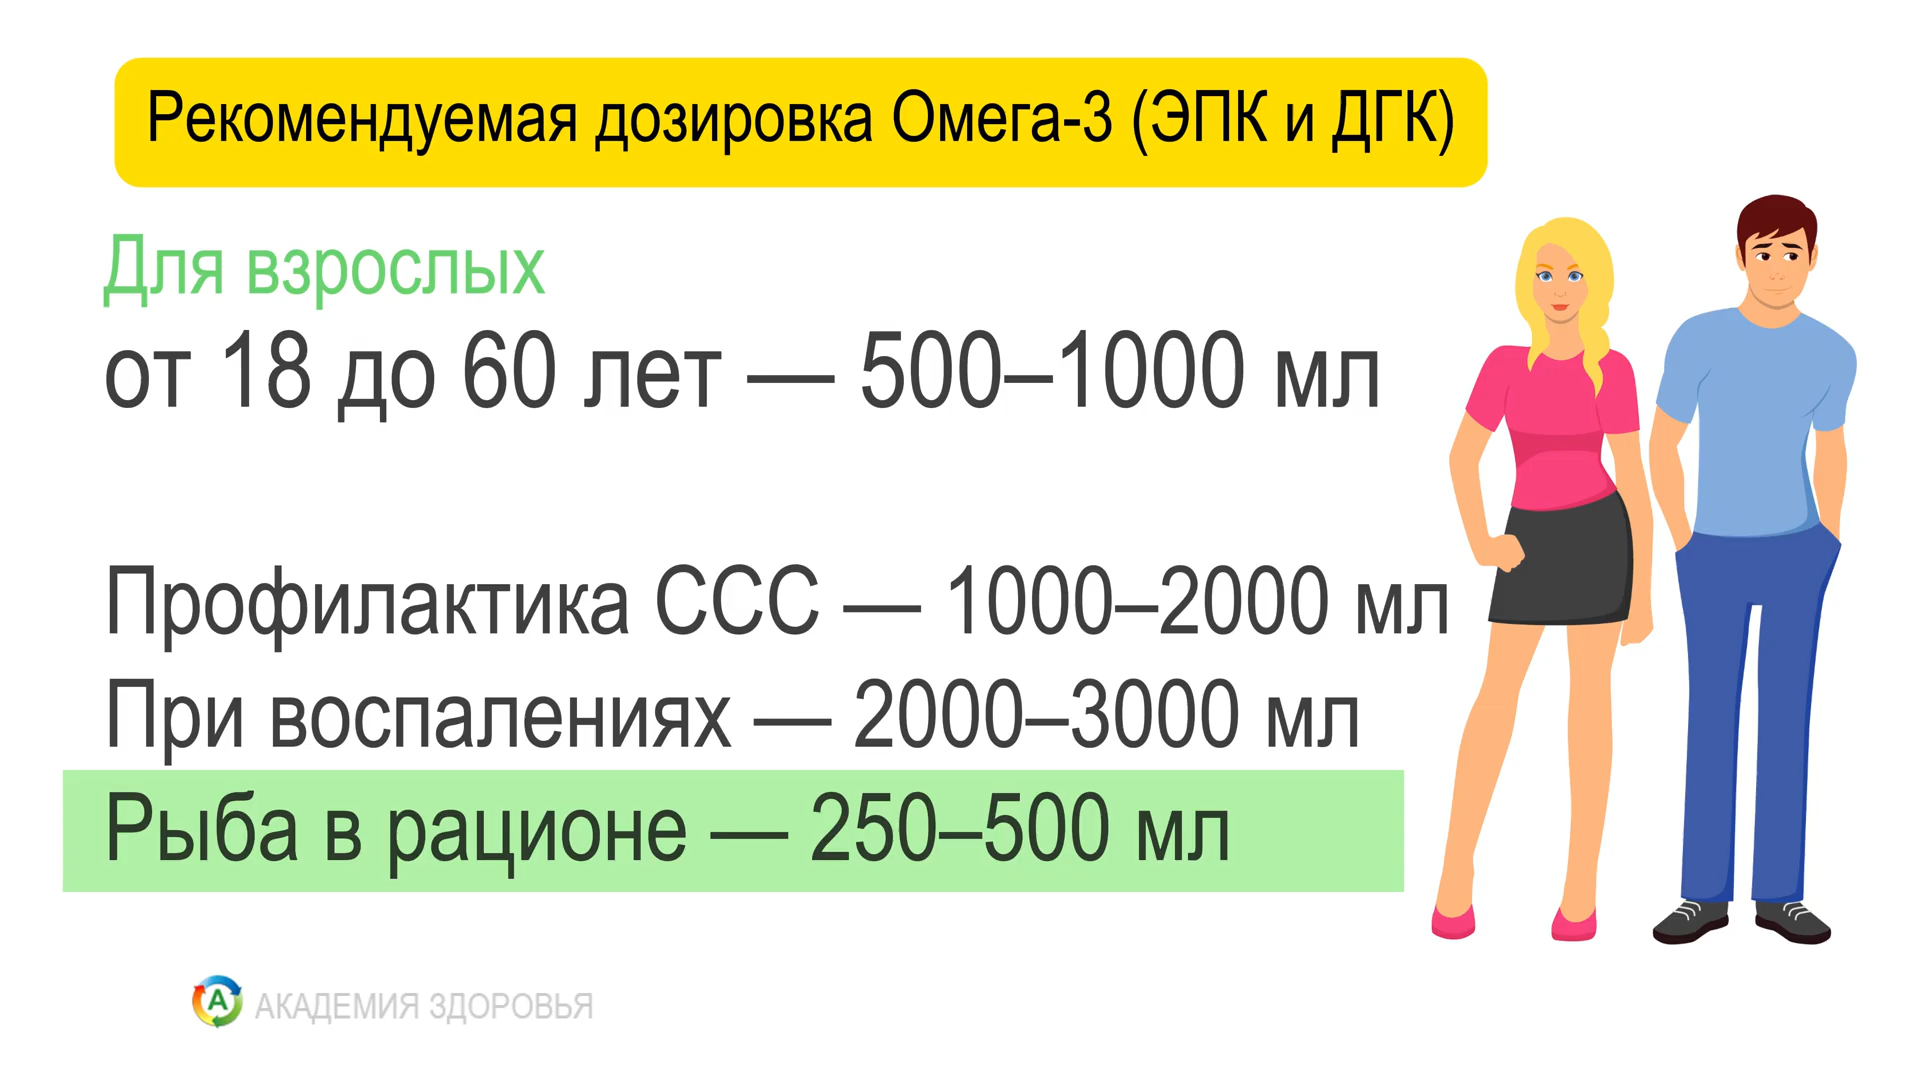 Рекомендуемая дозировка Омега-3 (ЭПК и ДГК)
Для взрослых
от 18 до 60 лет — 500–1000 мл
Профилактика ССС — 1000–2000 мл
При воспалениях — 2000–3000 мл
Рыба в рационе — 250–500 мл
А АКАДЕМИЯ ЗДОРОВЬЯ